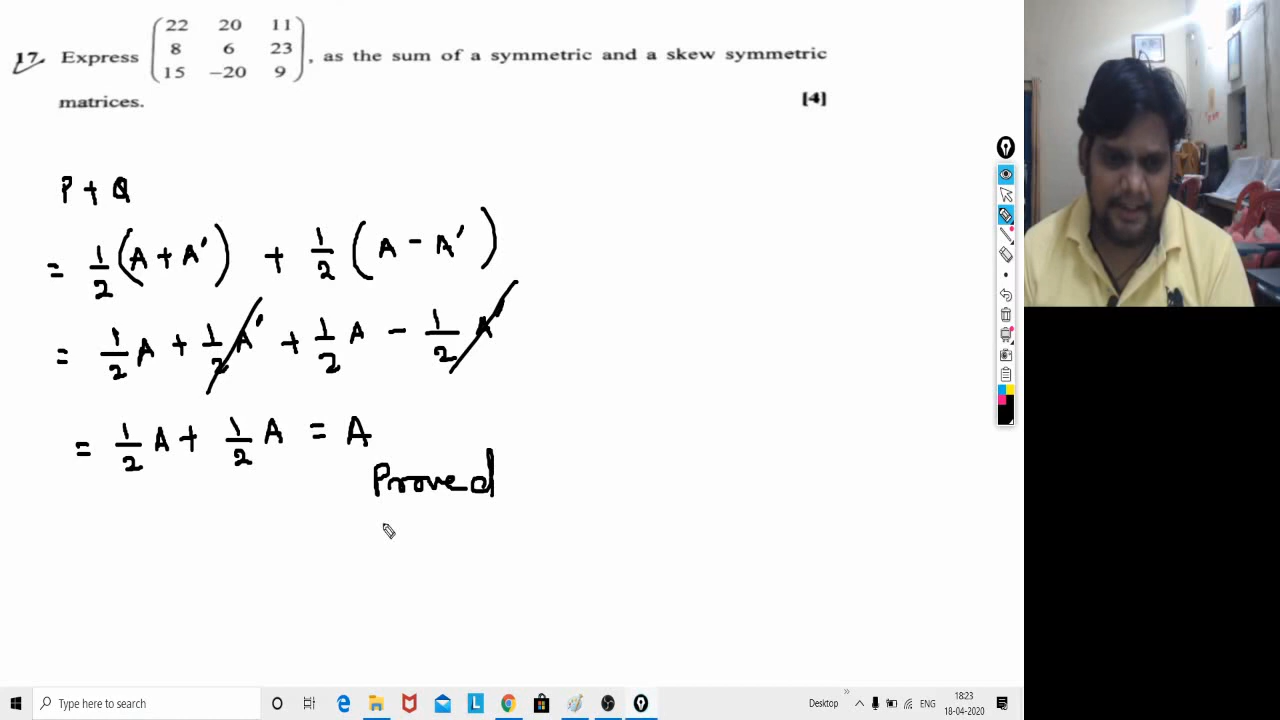 17. Express (22 20 11
8 6 23
15 -20 9), as the sum of a symmetric and a skew symmetric
matrices. [4]
P + Q
= 1/2 (A + A') + 1/2 (A - A')
= 1/2 A + 1/2 A' + 1/2 A - 1/2 A'
= 1/2 A + 1/2 A = A
Proved
Type here to search
Desktop
ENG
18:23
18-04-2020